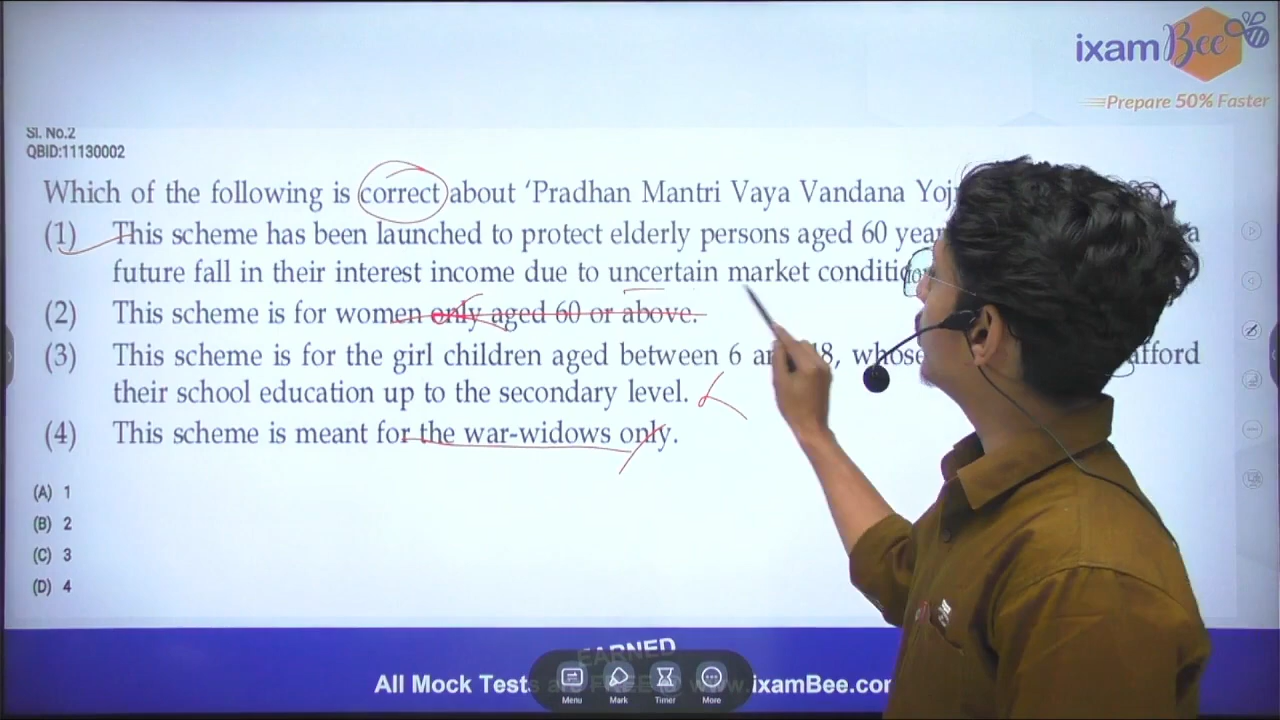 ixamBee
Prepare 50% Faster
Sl. No.2
QBID:11130002
Which of the following is correct about ‘Pradhan Mantri Vaya Vandana
(1) This scheme has been launched to protect elderly persons aged 60 a
future fall in their interest income due to uncertain market
(2) This scheme is for women only aged 60 or above.
(3) This scheme is for the girl children aged between 6 18, whose afford
their school education up to the secondary level.
(4) This scheme is meant for the war-widows only.
(A) 1
(B) 2
(C) 3
(D) 4
EARNED
All Mock Tests are FREE www.ixamBee.com
Menu Mark Timer More